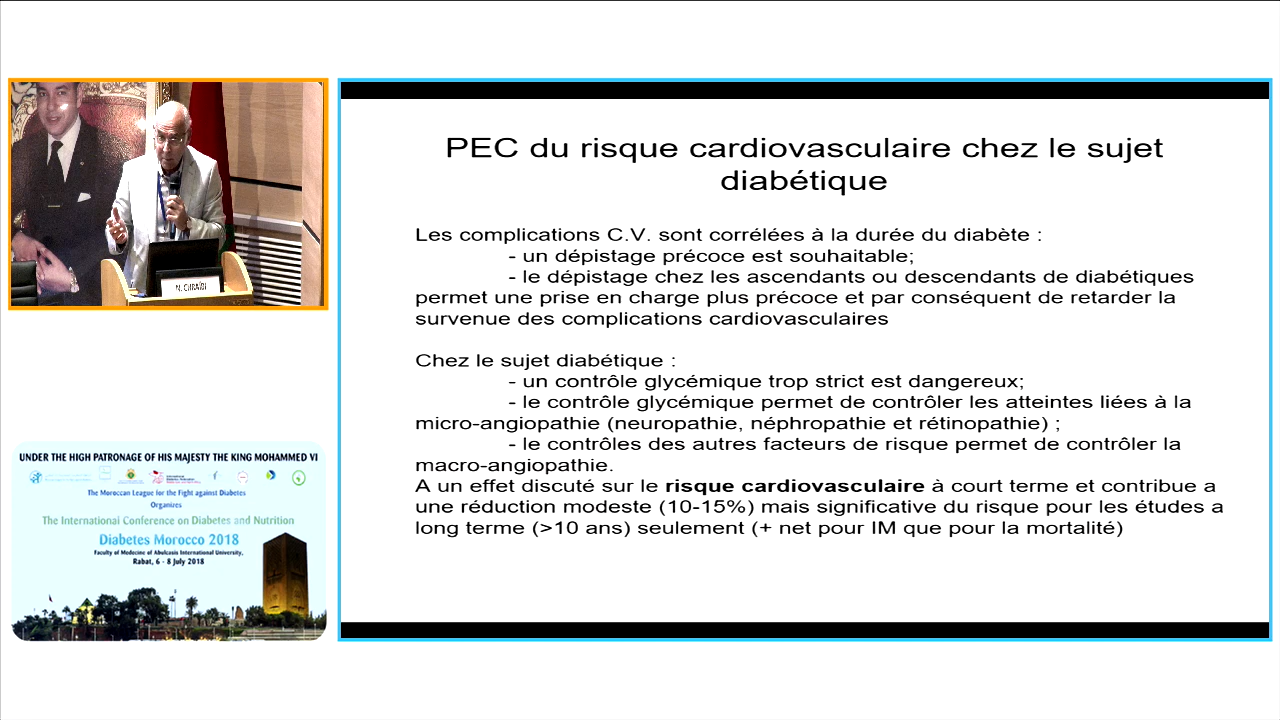 PEC du risque cardiovasculaire chez le sujet
diabétique
Les complications C.V. sont corrélées à la durée du diabète :
- un dépistage précoce est souhaitable;
- le dépistage chez les ascendants ou descendants de diabétiques
permet une prise en charge plus précoce et par conséquent de retarder la
survenue des complications cardiovasculaires
Chez le sujet diabétique :
- un contrôle glycémique trop strict est dangereux;
- le contrôle glycémique permet de contrôler les atteintes liées à la
micro-angiopathie (neuropathie, néphropathie et rétinopathie) ;
- le contrôles des autres facteurs de risque permet de contrôler la
macro-angiopathie.
A un effet discuté sur le risque cardiovasculaire à court terme et contribue a
une réduction modeste (10-15%) mais significative du risque pour les études a
long terme (>10 ans) seulement (+ net pour IM que pour la mortalité)
UNDER THE HIGH PATRONAGE OF HIS MAJESTY THE KING MOHAMMED VI
The Moroccan League for the Fight against Diabetes
Organizes
The International Conference on Diabetes and Nutrition
Diabetes Morocco 2018
Faculty of Medecine of Abulcasis International University,
Rabat, 6 - 8 July 2018